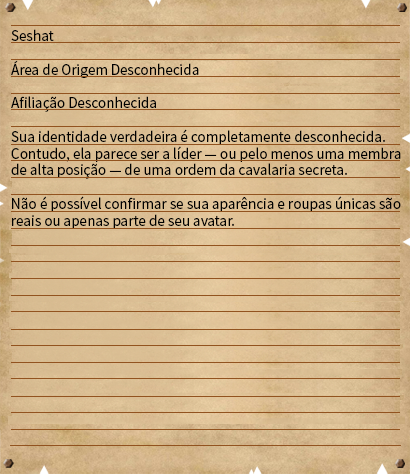 Seshat
Área de Origem Desconhecida
Afiliação Desconhecida
Sua identidade verdadeira é completamente desconhecida.
Contudo, ela parece ser a líder — ou pelo menos uma membra
de alta posição — de uma ordem da cavalaria secreta.
Não é possível confirmar se sua aparência e roupas únicas são
reais ou apenas parte de seu avatar.